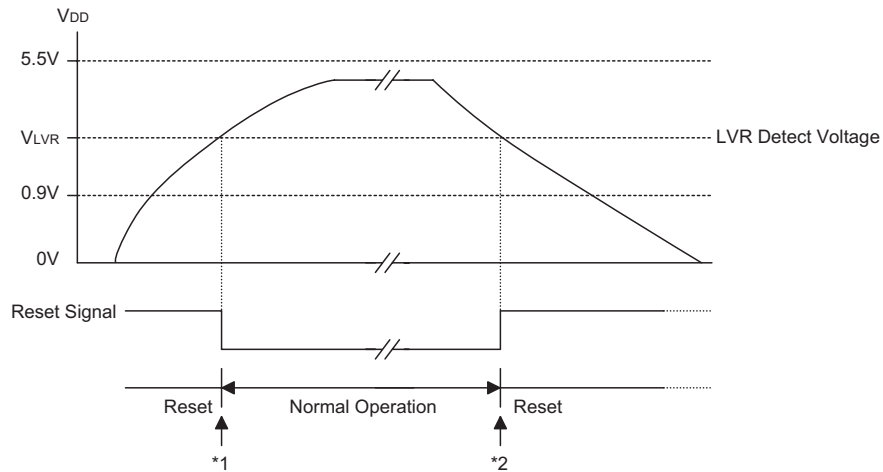 VDD
5.5V
VLVR
LVR Detect Voltage
0.9V
0V
Reset Signal
Reset
Normal Operation
Reset
*1
*2